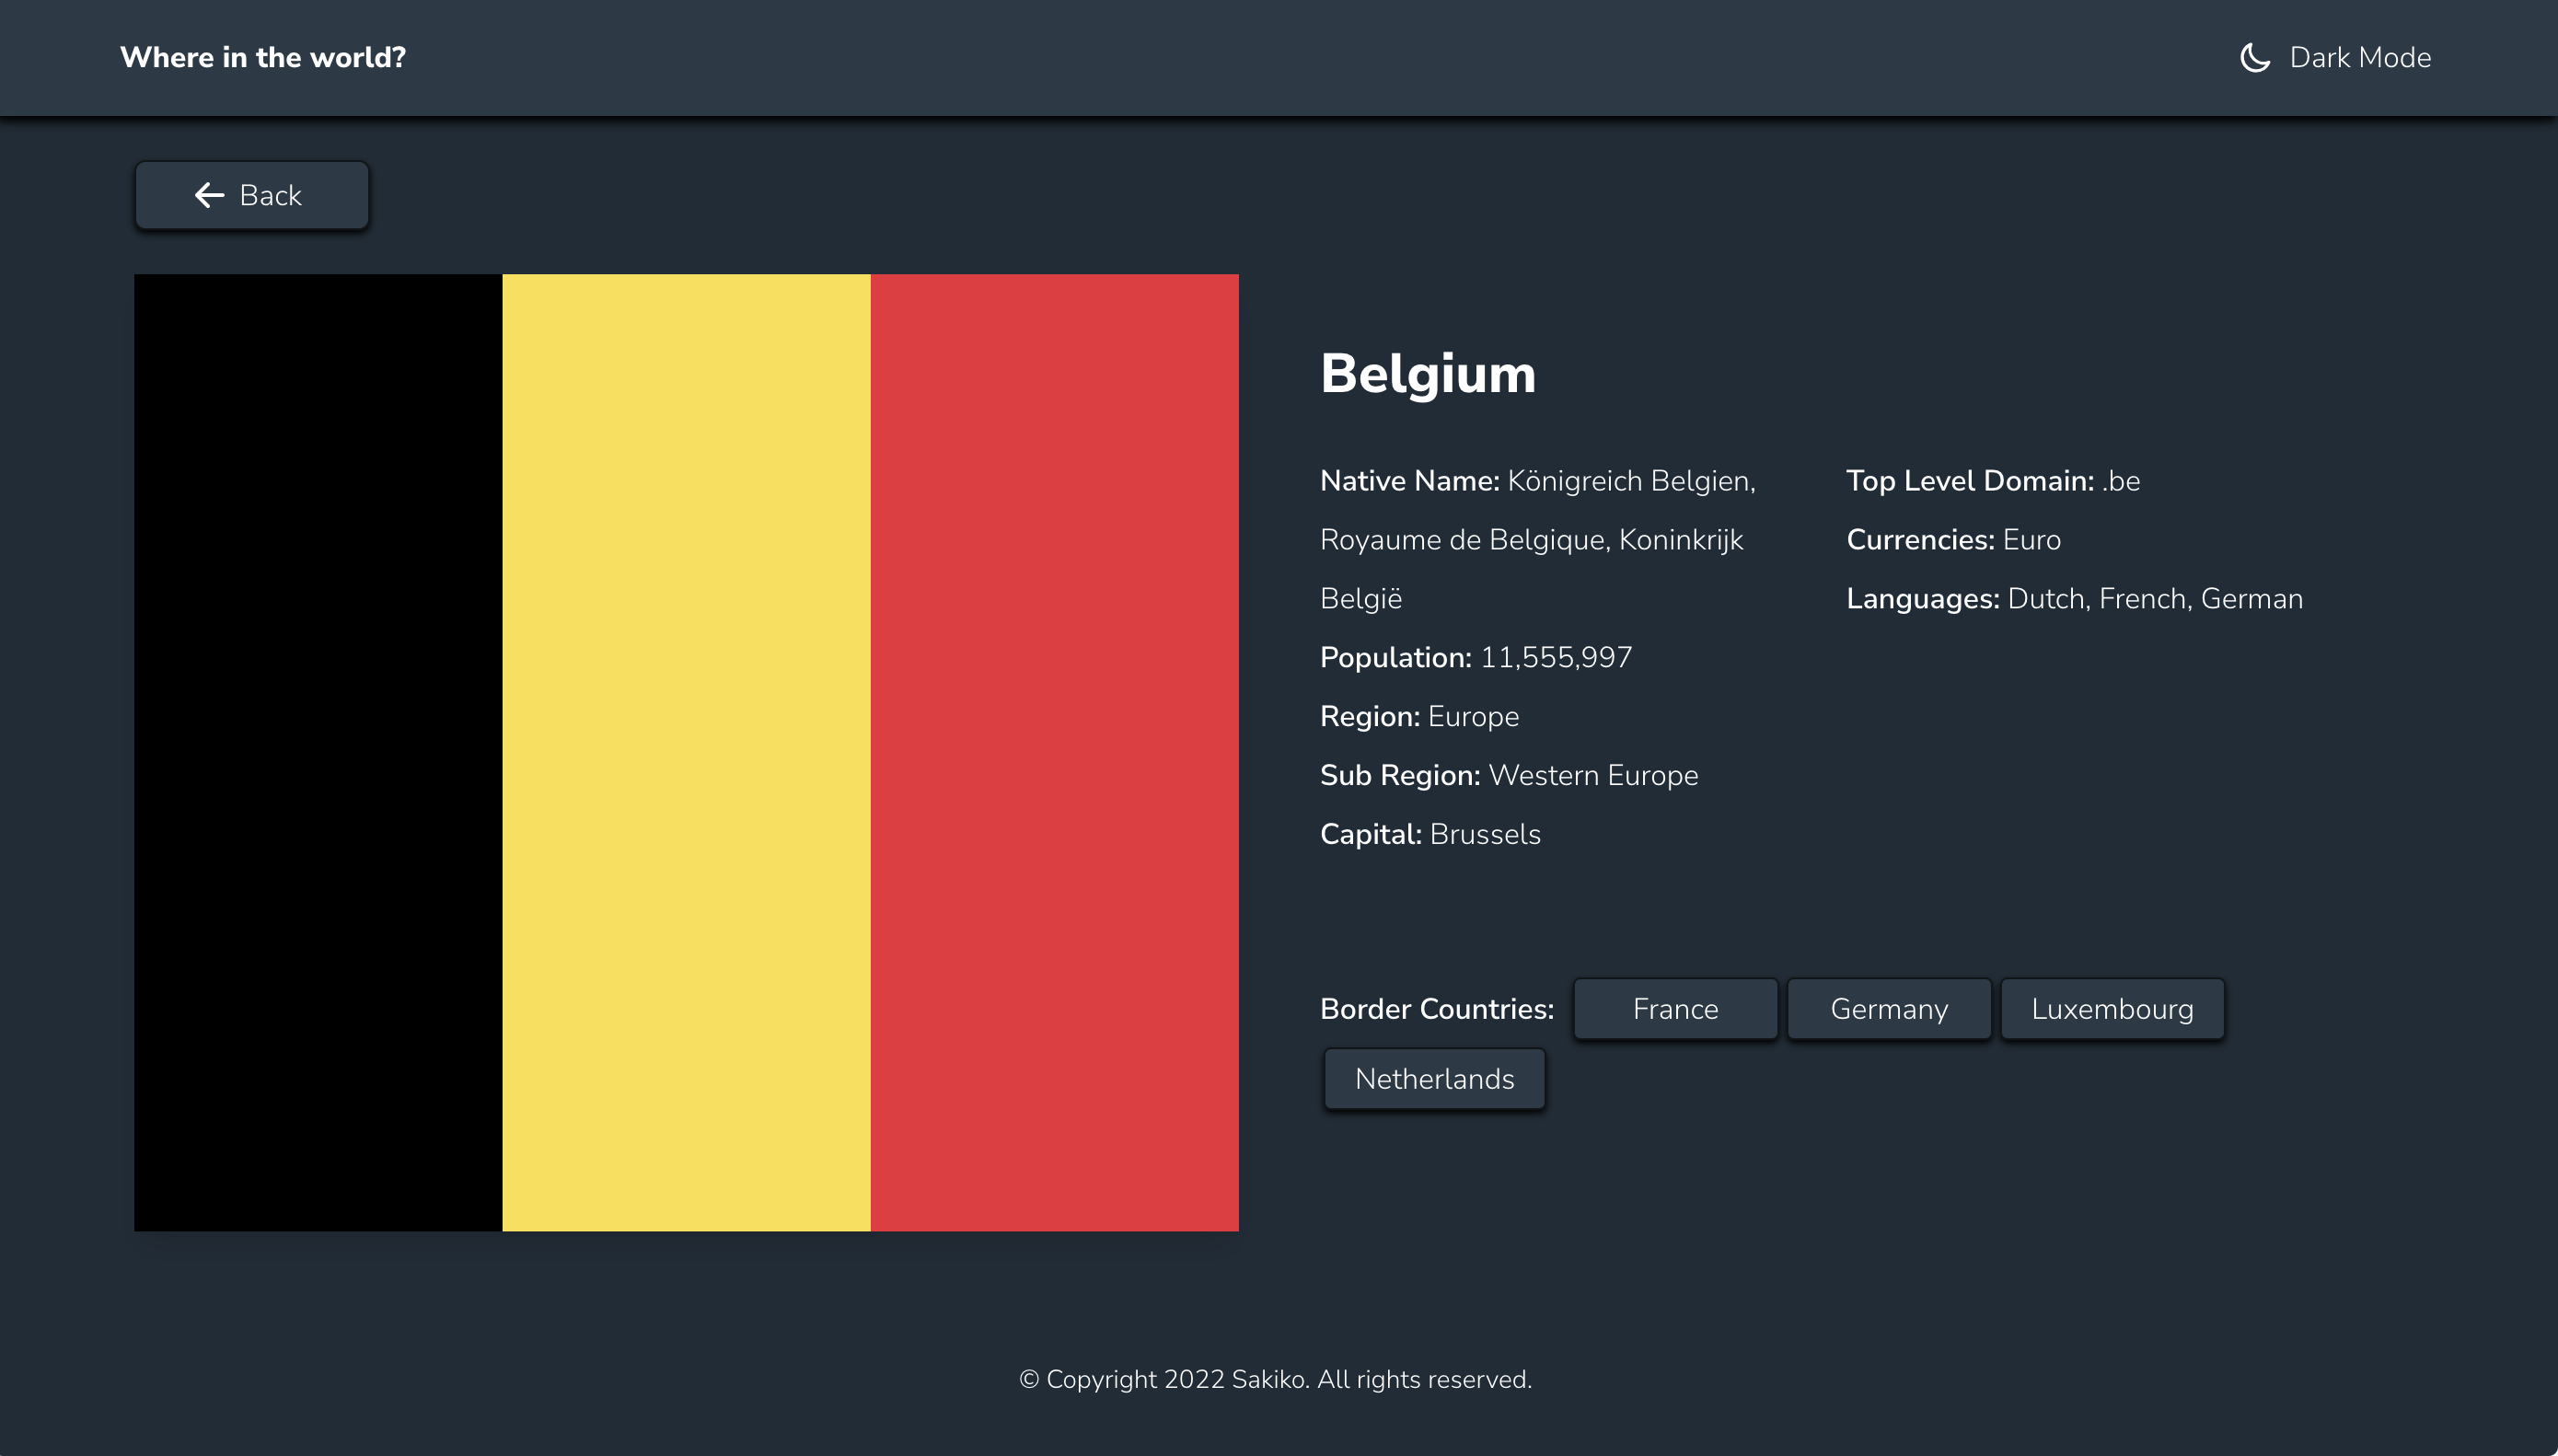 Where in the world?
Dark Mode
Back
Belgium
Native Name: Königreich Belgien,
Royaume de Belgique, Koninkrijk
België
Population: 11,555,997
Region: Europe
Sub Region: Western Europe
Capital: Brussels
Top Level Domain: .be
Currencies: Euro
Languages: Dutch, French, German
Border Countries: France Germany Luxembourg
Netherlands
© Copyright 2022 Sakiko. All rights reserved.